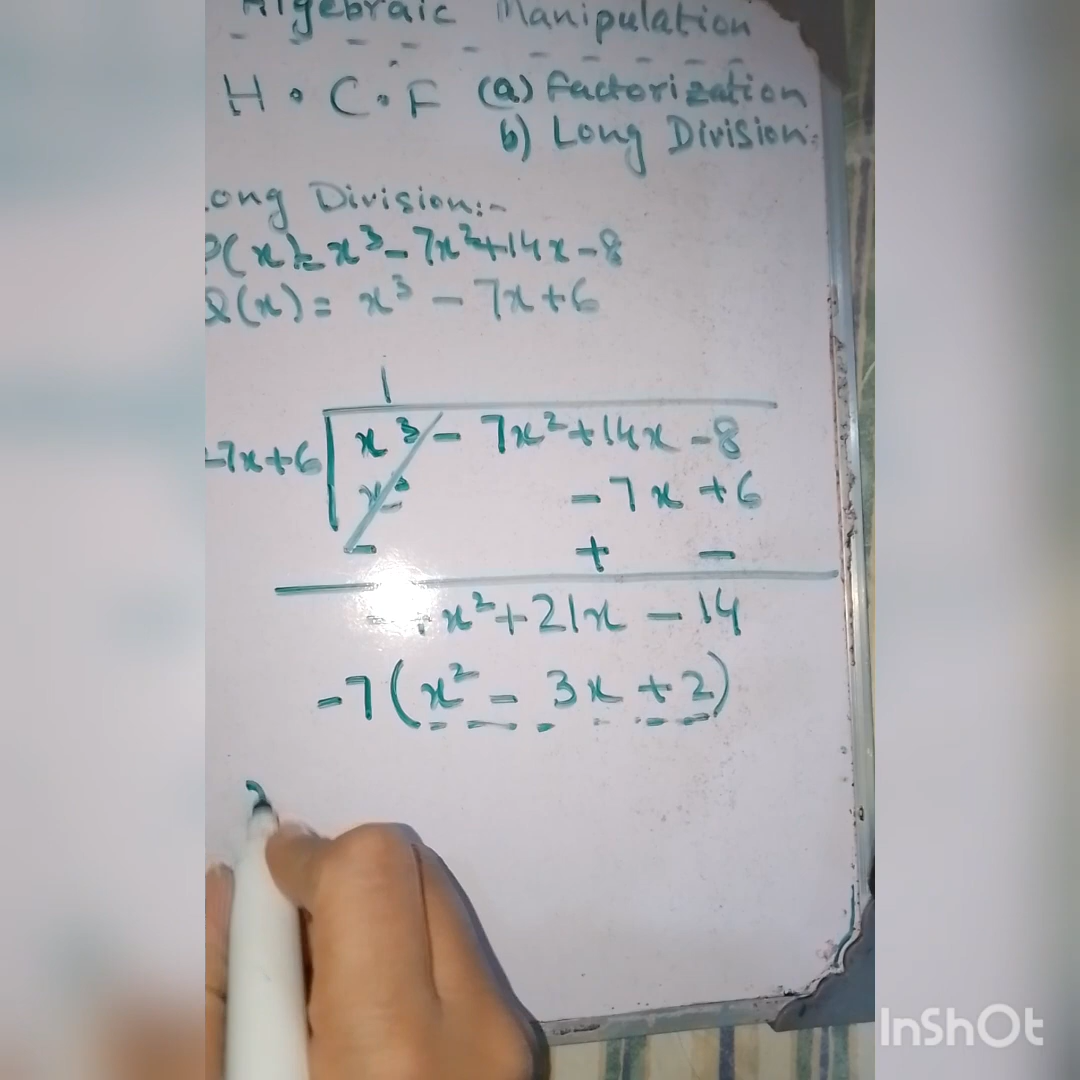 Algebraic Manipulation
H.C.F (a) Factorization
b) Long Division:
ong Division:-
P(x)= x³- 7x²+14x-8
Q(x) = x³ - 7x+6
1
-7x+6 x³ - 7x²+14x -8
x³ -7x +6
- + -
x²+21x - 14
-7(x² - 3x + 2)
InShOt